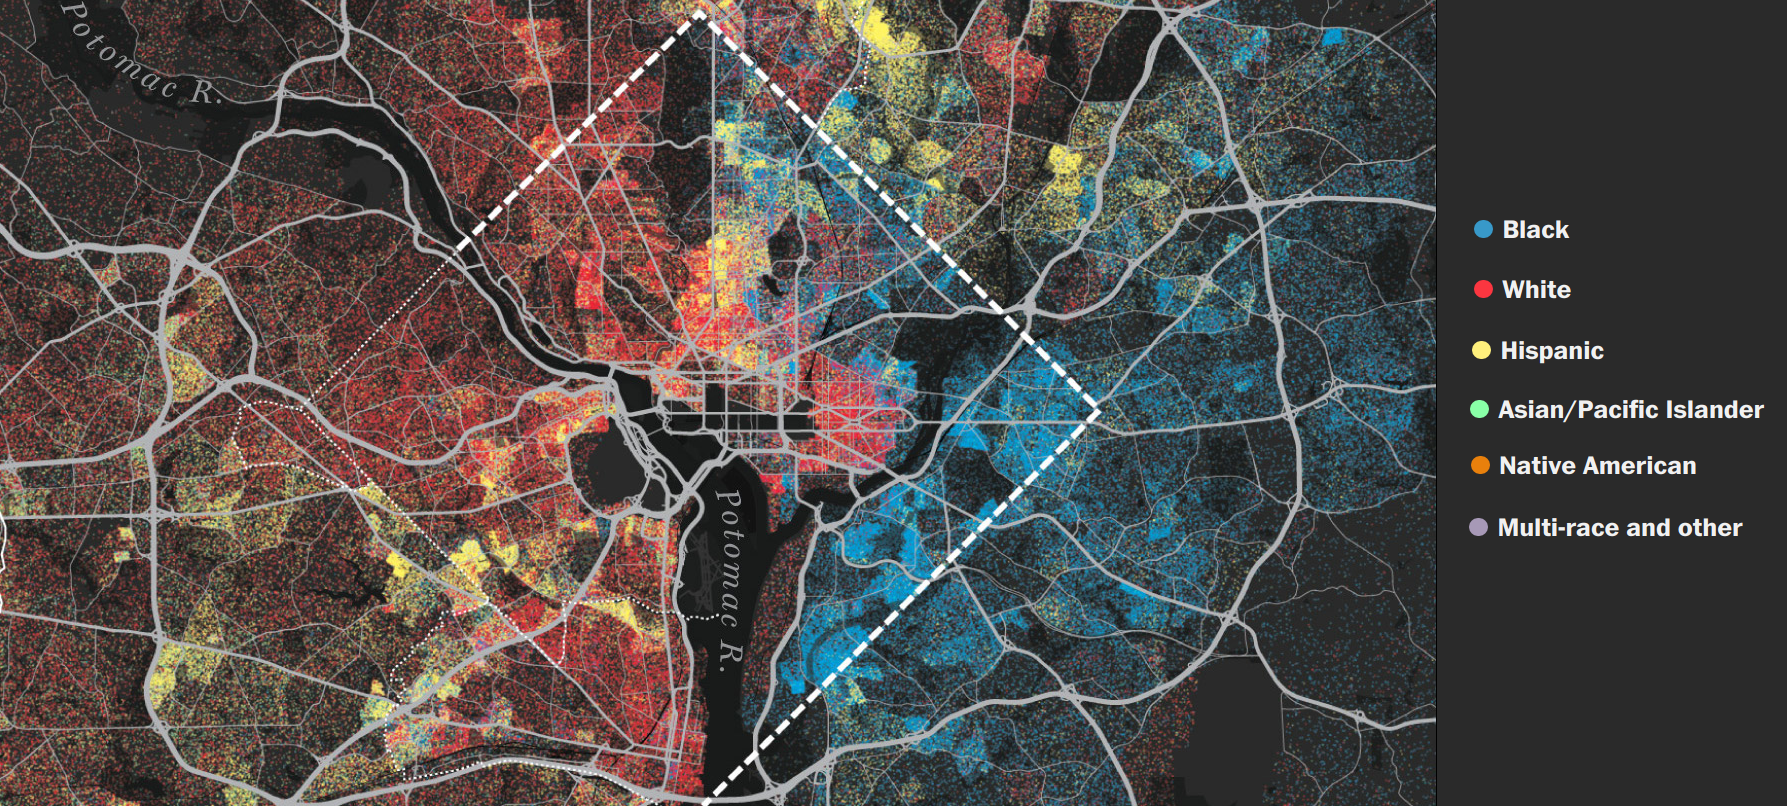 Potomac R.
Potomac R.
Black
White
Hispanic
Asian/Pacific Islander
Native American
Multi-race and other